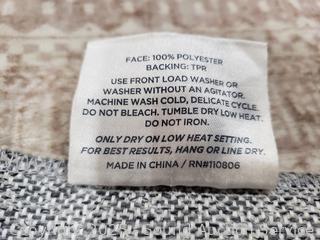 FACE: 100% POLYESTER
BACKING: TPR
USE FRONT LOAD WASHER OR
WASHER WITHOUT AN AGITATOR.
MACHINE WASH COLD, DELICATE CYCLE.
DO NOT BLEACH. TUMBLE DRY LOW HEAT.
DO NOT IRON.
ONLY DRY ON LOW HEAT SETTING.
FOR BEST RESULTS, HANG OR LINE DRY.
MADE IN CHINA / RN#110806